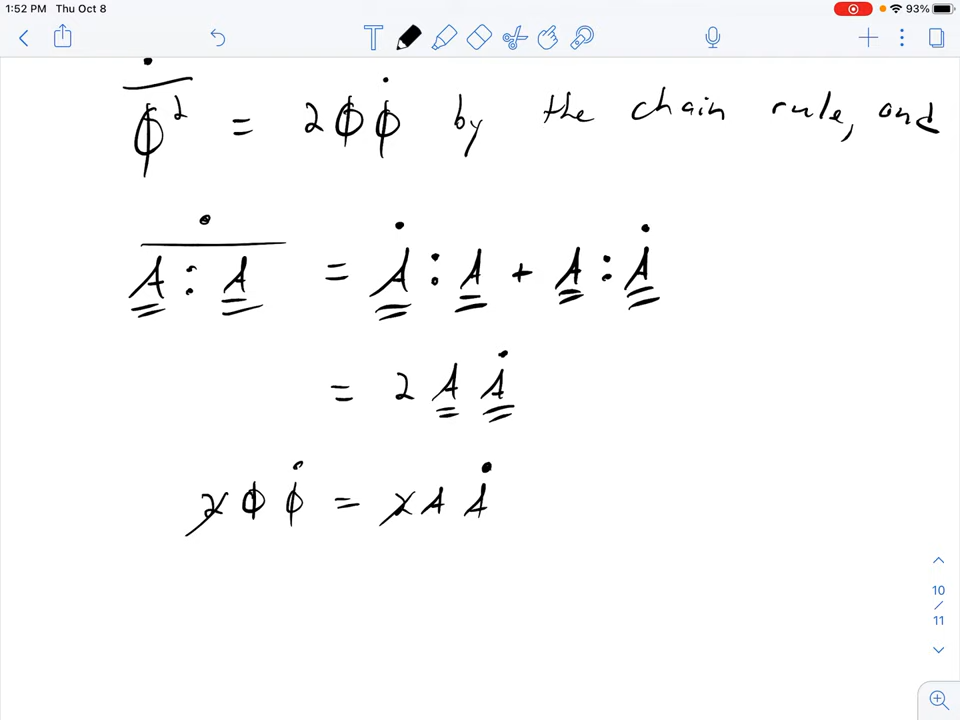 1:52 PM Thu Oct 8 93%
T
φ̇² = 2φφ̇ by the chain rule, and
˙(A̳ : A̳) = Ȧ̳ : A̳ + A̳ : Ȧ̳
= 2 A̳ Ȧ̳
2φφ̇ = 2AȦ
10
/
11